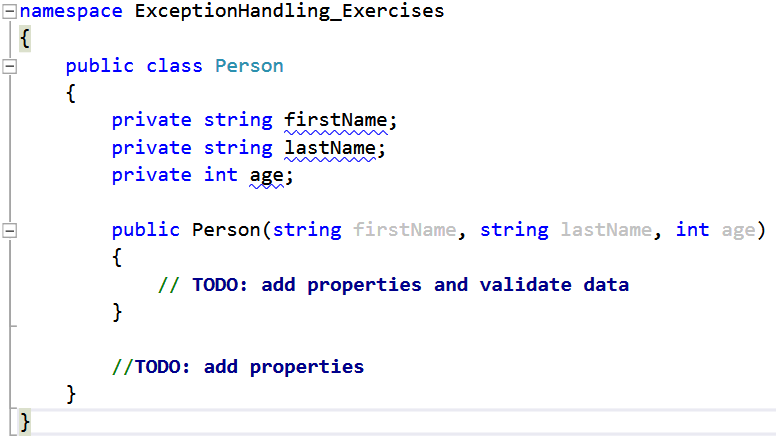 namespace ExceptionHandling_Exercises
{
public class Person
{
private string firstName;
private string lastName;
private int age;
public Person(string firstName, string lastName, int age)
{
// TODO: add properties and validate data
}
//TODO: add properties
}
}